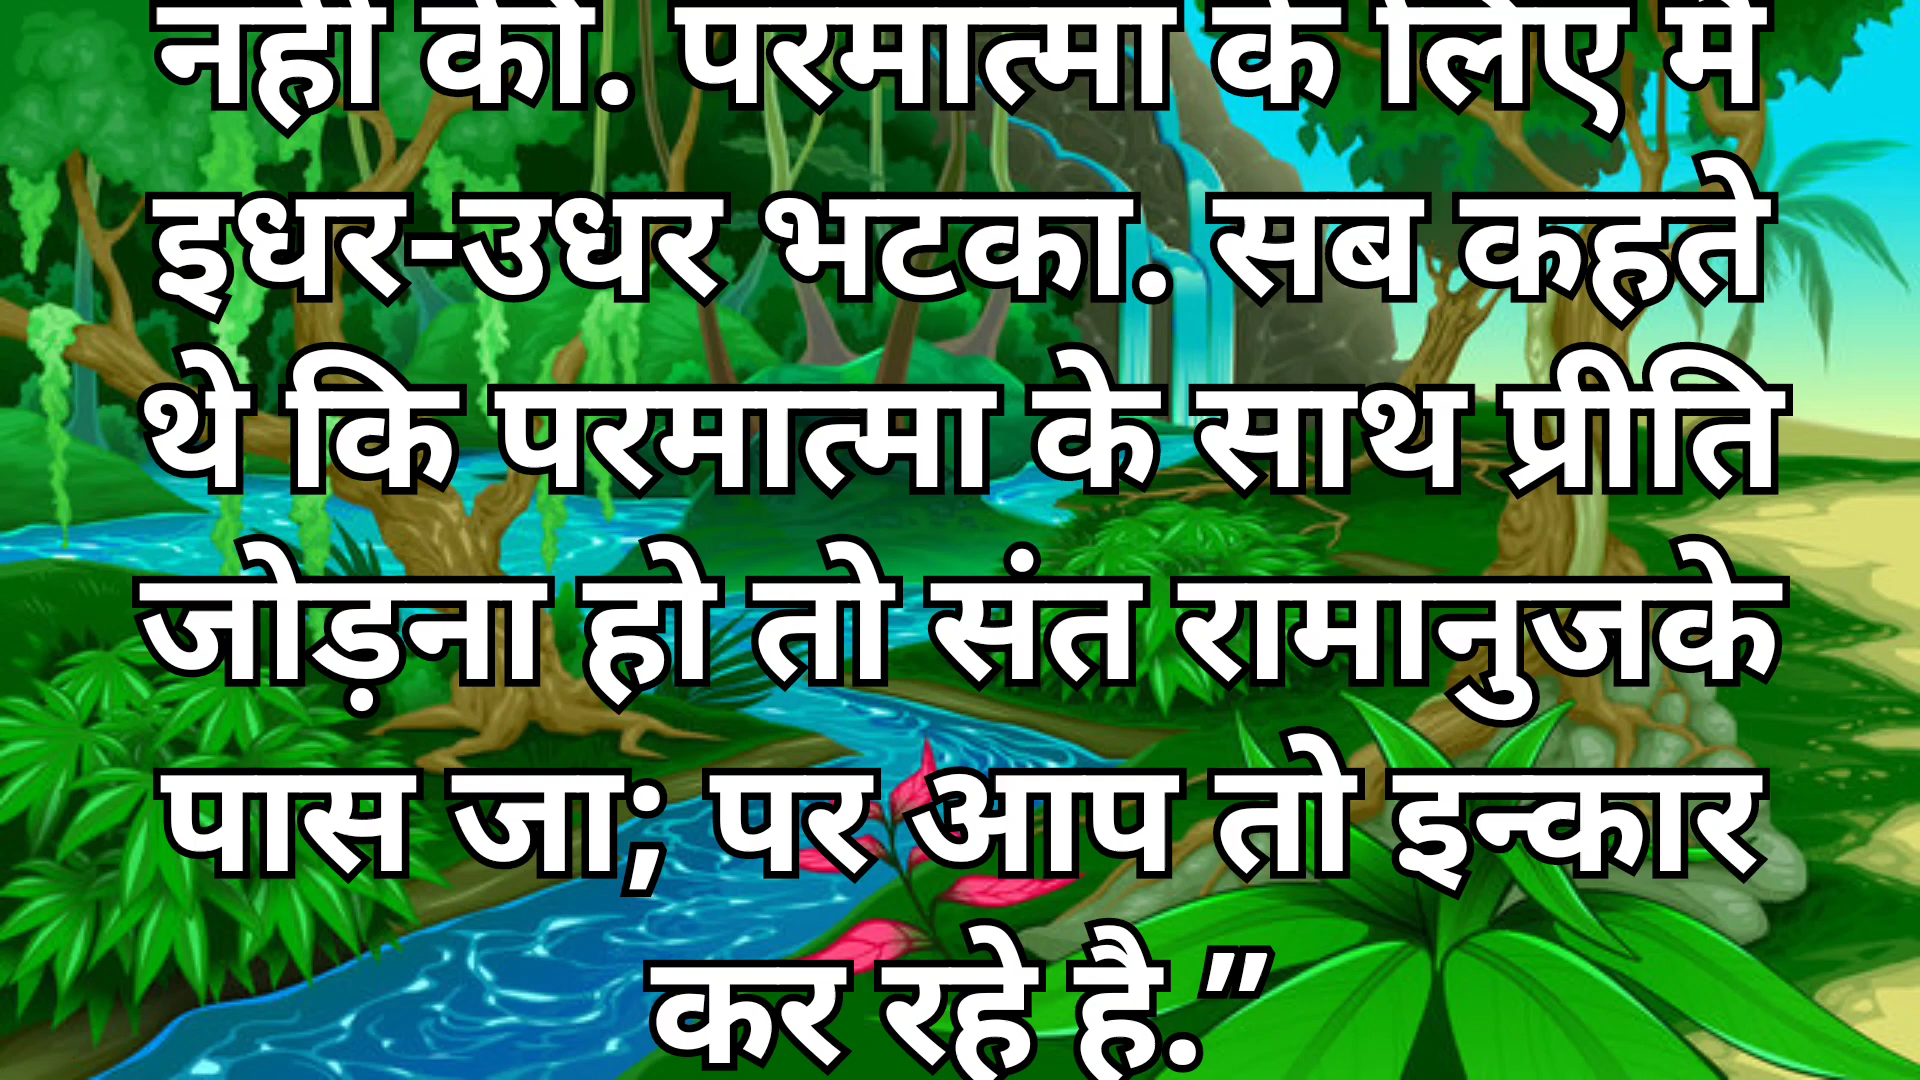 नहीं की. परमात्मा के लिए मैं
इधर-उधर भटका. सब कहते
थे कि परमात्मा के साथ प्रीति
जोड़ना हो तो संत रामानुजके
पास जा; पर आप तो इन्कार
कर रहे है.”